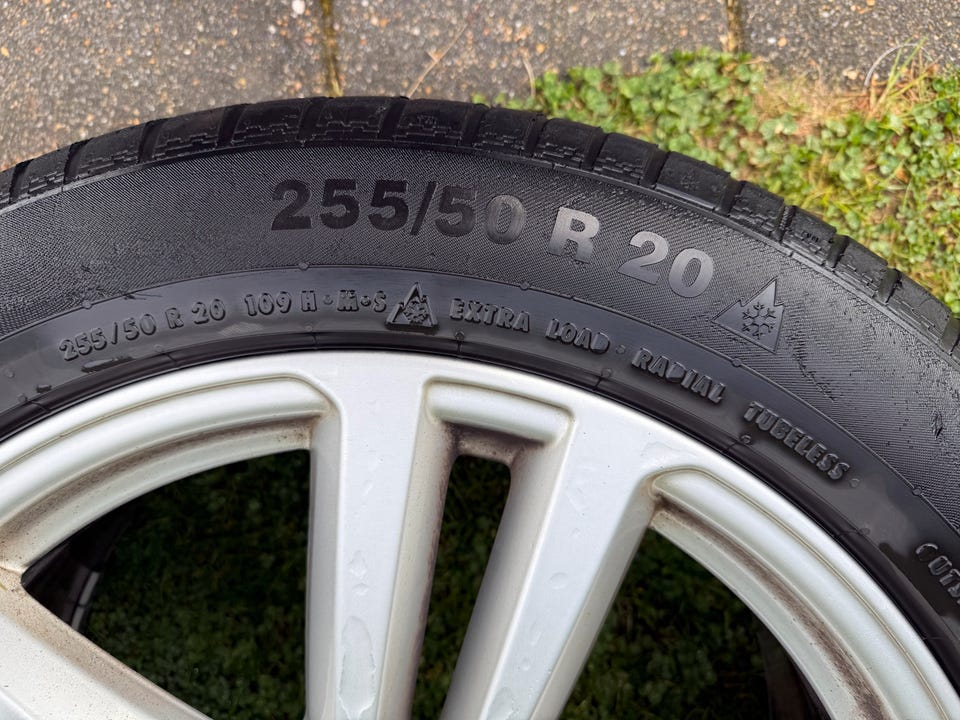 255/50 R 20
255/50 R 20 109 H • M•S EXTRA LOAD • RADIAL TUBELESS •